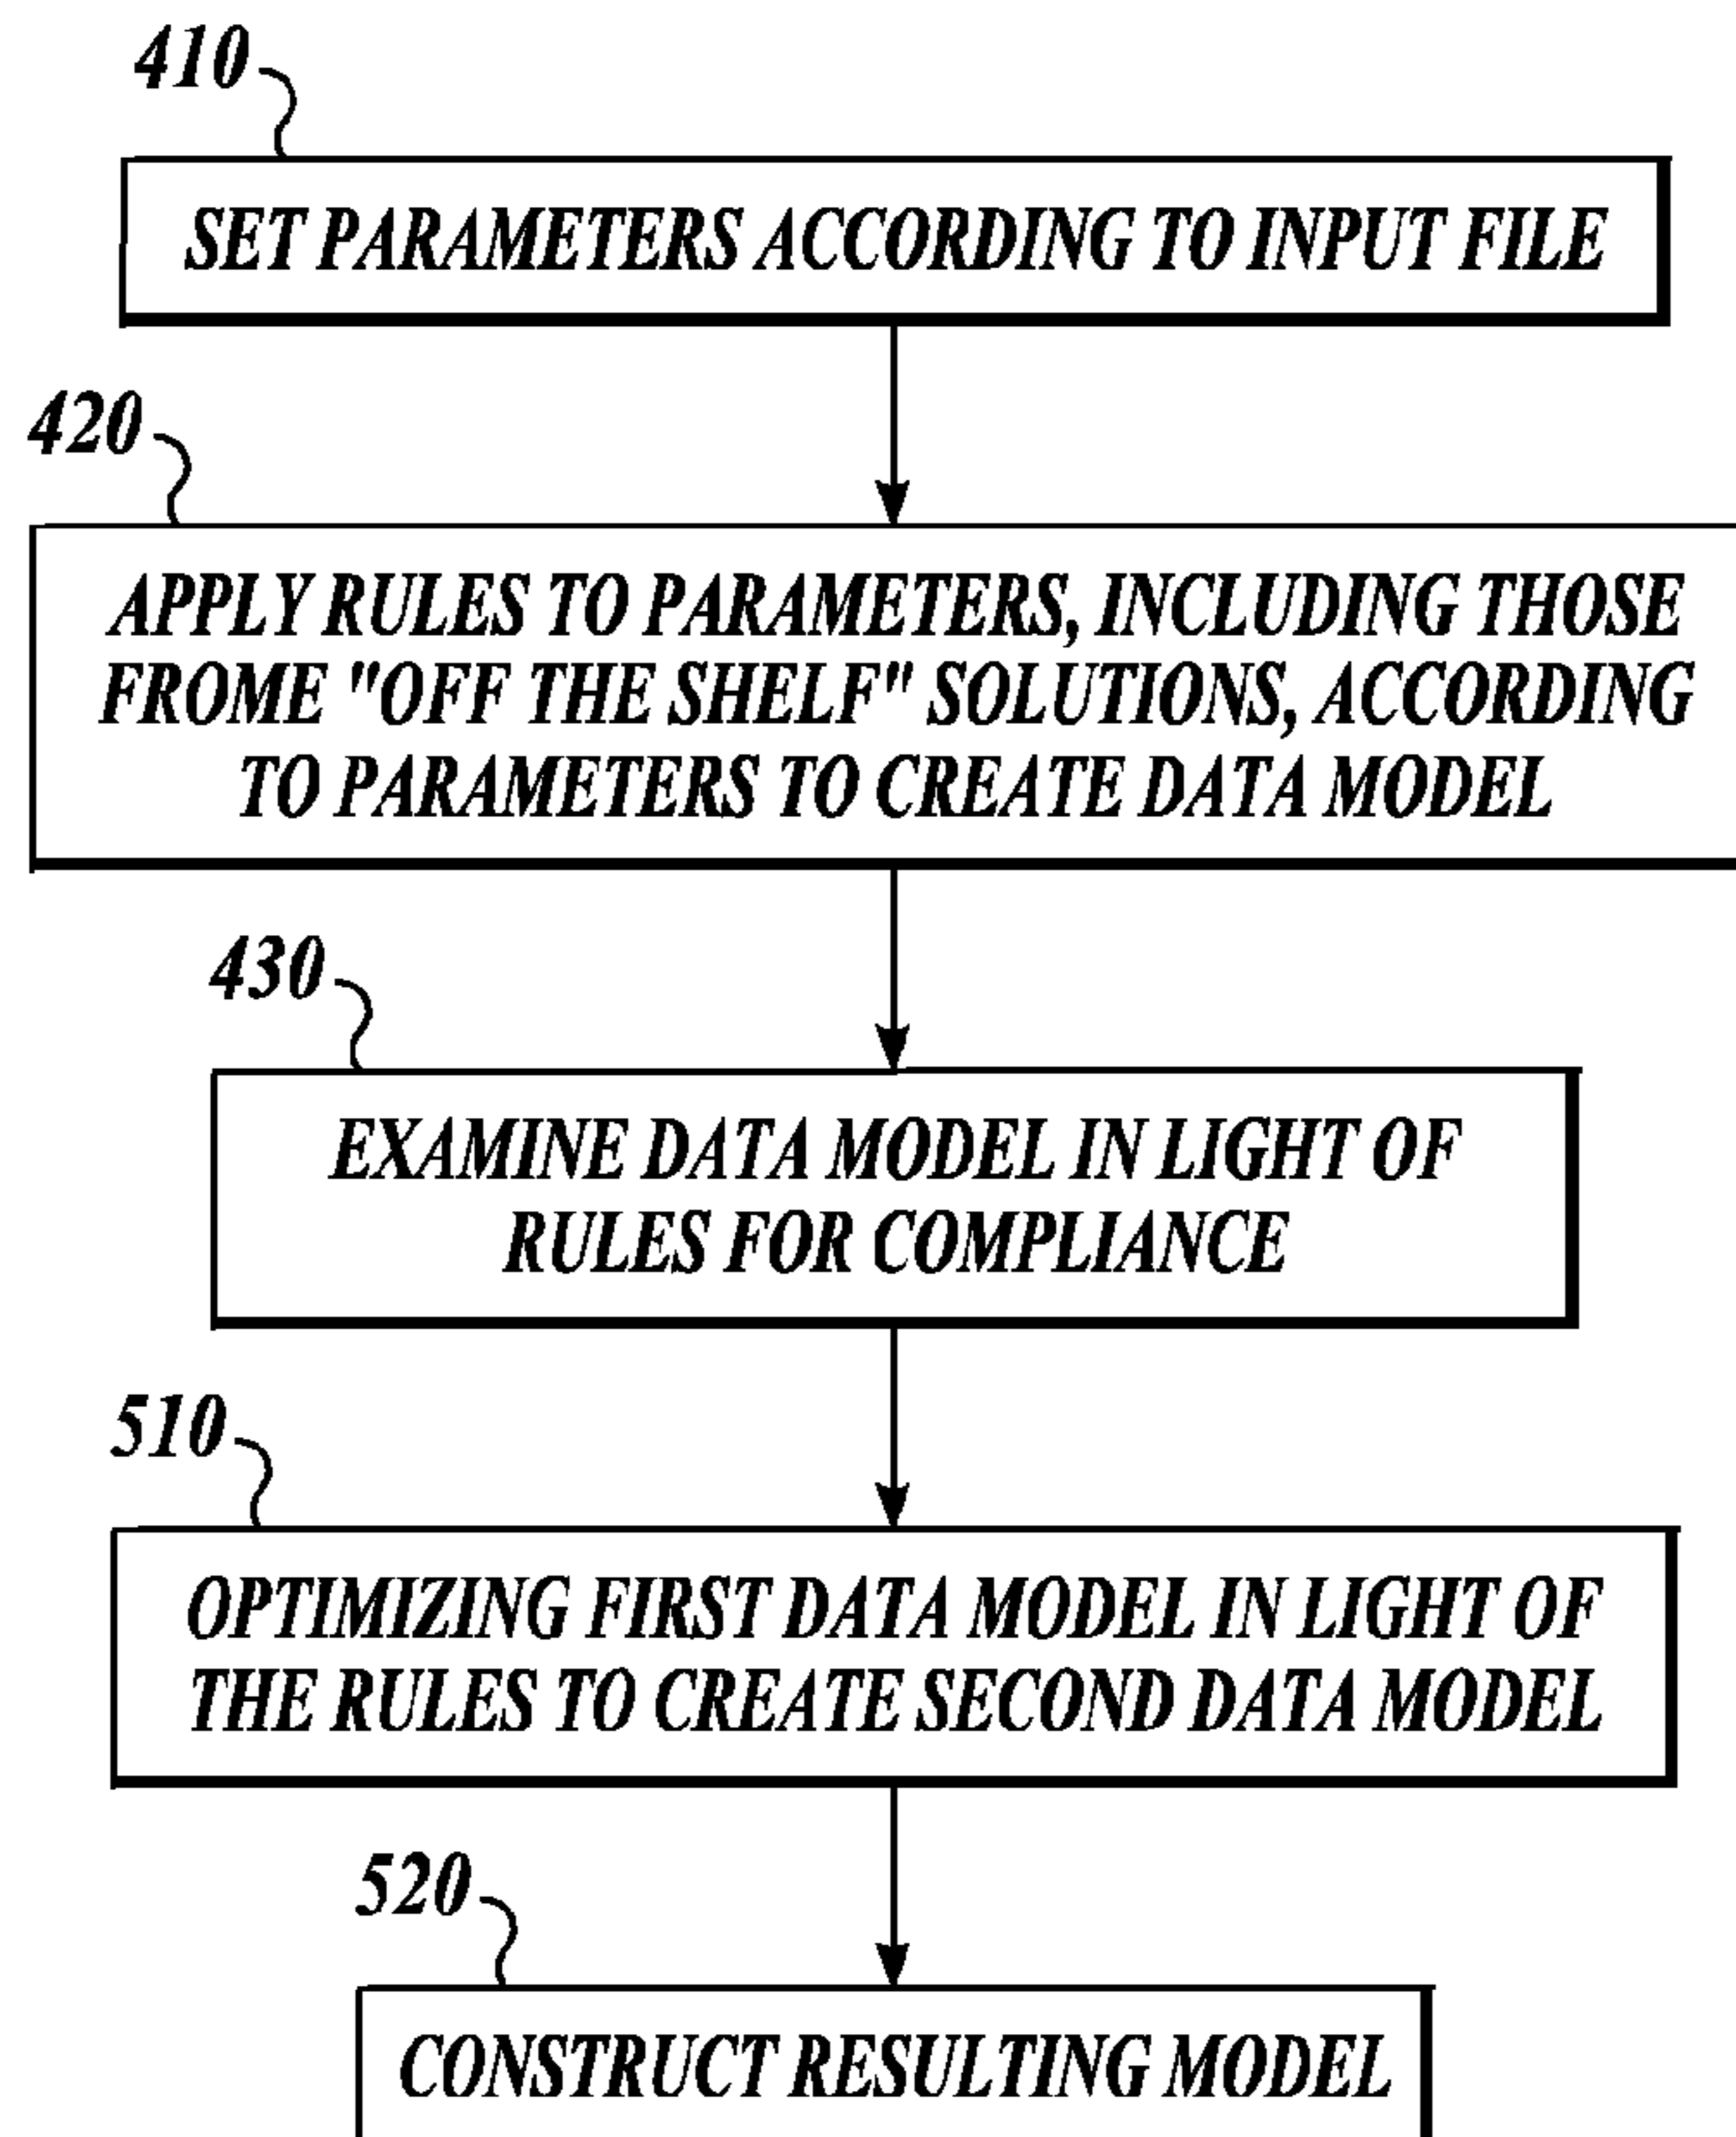 410
SET PARAMETERS ACCORDING TO INPUT FILE
420
APPLY RULES TO PARAMETERS, INCLUDING THOSE
FROME "OFF THE SHELF" SOLUTIONS, ACCORDING
TO PARAMETERS TO CREATE DATA MODEL
430
EXAMINE DATA MODEL IN LIGHT OF
RULES FOR COMPLIANCE
510
OPTIMIZING FIRST DATA MODEL IN LIGHT OF
THE RULES TO CREATE SECOND DATA MODEL
520
CONSTRUCT RESULTING MODEL